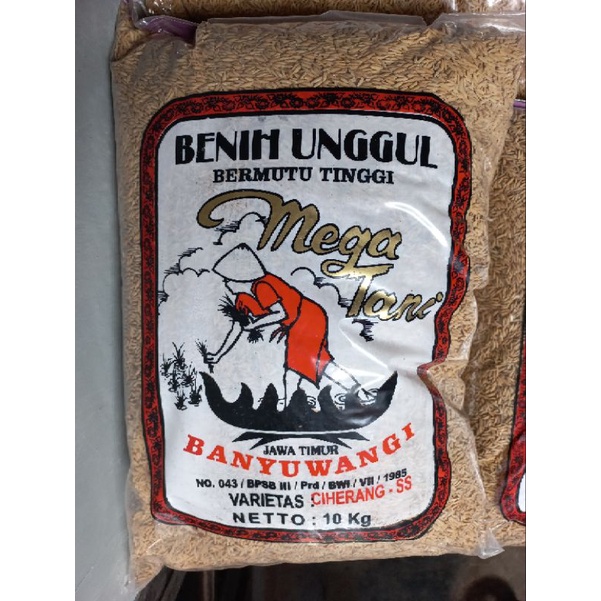 BENIH UNGGUL
BERMUTU TINGGI
Mega
Tani
JAWA TIMUR
BANYUWANGI
NO. 043 / BPSB III / Prd / BWI / VII / 1985
VARIETAS : CIHERANG - SS
NETTO : 10 Kg